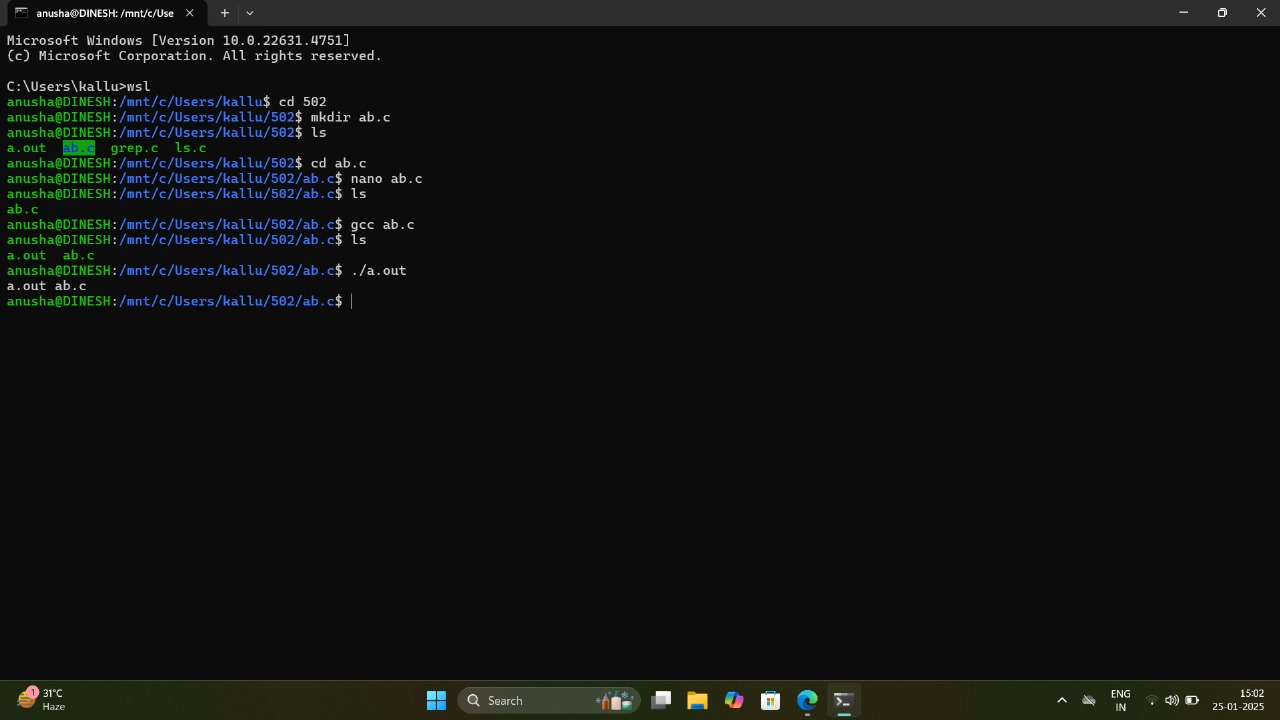 anusha@DINESH: /mnt/c/Use
Microsoft Windows [Version 10.0.22631.4751]
(c) Microsoft Corporation. All rights reserved.
C:\Users\kallu>wsl
anusha@DINESH:/mnt/c/Users/kallu$ cd 502
anusha@DINESH:/mnt/c/Users/kallu/502$ mkdir ab.c
anusha@DINESH:/mnt/c/Users/kallu/502$ ls
a.out  ab.c  grep.c  ls.c
anusha@DINESH:/mnt/c/Users/kallu/502$ cd ab.c
anusha@DINESH:/mnt/c/Users/kallu/502/ab.c$ nano ab.c
anusha@DINESH:/mnt/c/Users/kallu/502/ab.c$ ls
ab.c
anusha@DINESH:/mnt/c/Users/kallu/502/ab.c$ gcc ab.c
anusha@DINESH:/mnt/c/Users/kallu/502/ab.c$ ls
a.out  ab.c
anusha@DINESH:/mnt/c/Users/kallu/502/ab.c$ ./a.out
a.out ab.c
anusha@DINESH:/mnt/c/Users/kallu/502/ab.c$
1
31°C
Haze
Search
ENG
IN
15:02
25-01-2025